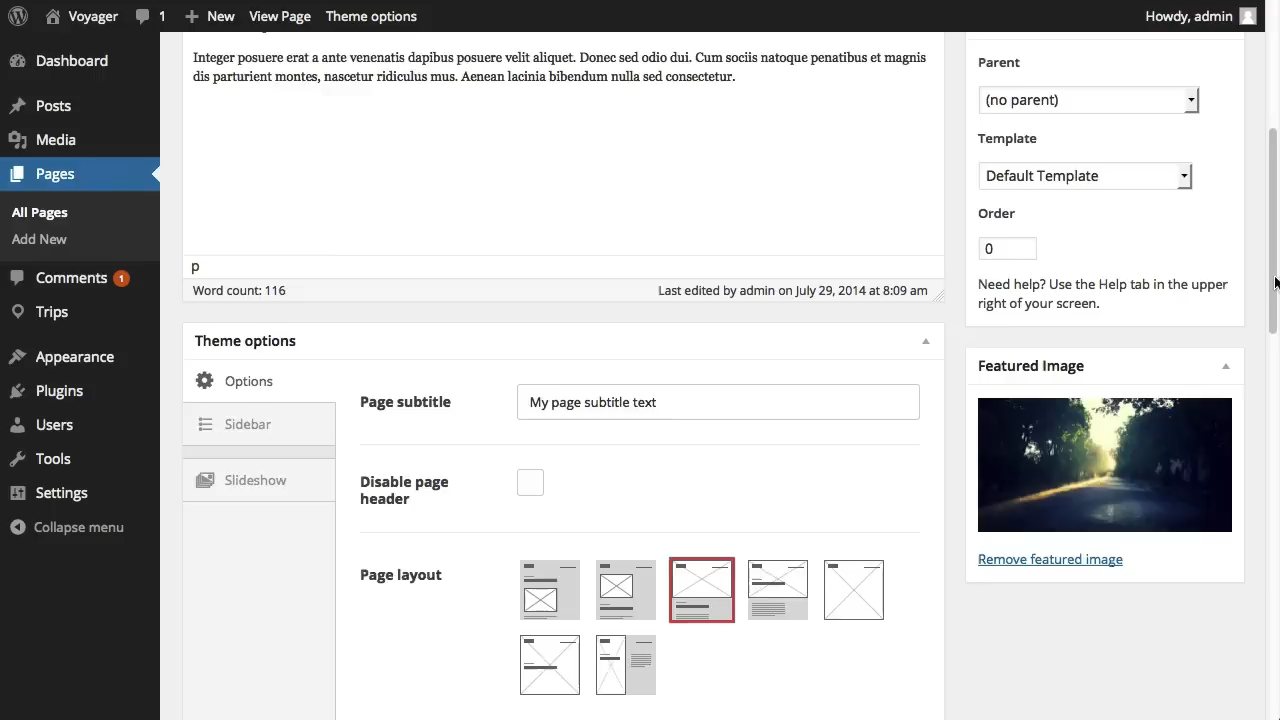 Voyager 1 New View Page Theme options Howdy, admin
Dashboard
Posts
Media
Pages
All Pages
Add New
Comments 1
Trips
Appearance
Plugins
Users
Tools
Settings
Collapse menu
Integer posuere erat a ante venenatis dapibus posuere velit aliquet. Donec sed odio dui. Cum sociis natoque penatibus et magnis
dis parturient montes, nascetur ridiculus mus. Aenean lacinia bibendum nulla sed consectetur.
p
Word count: 116 Last edited by admin on July 29, 2014 at 8:09 am
Theme options
Options
Sidebar
Slideshow
Page subtitle
My page subtitle text
Disable page
header
Page layout
Parent
(no parent)
Template
Default Template
Order
0
Need help? Use the Help tab in the upper
right of your screen.
Featured Image
Remove featured image